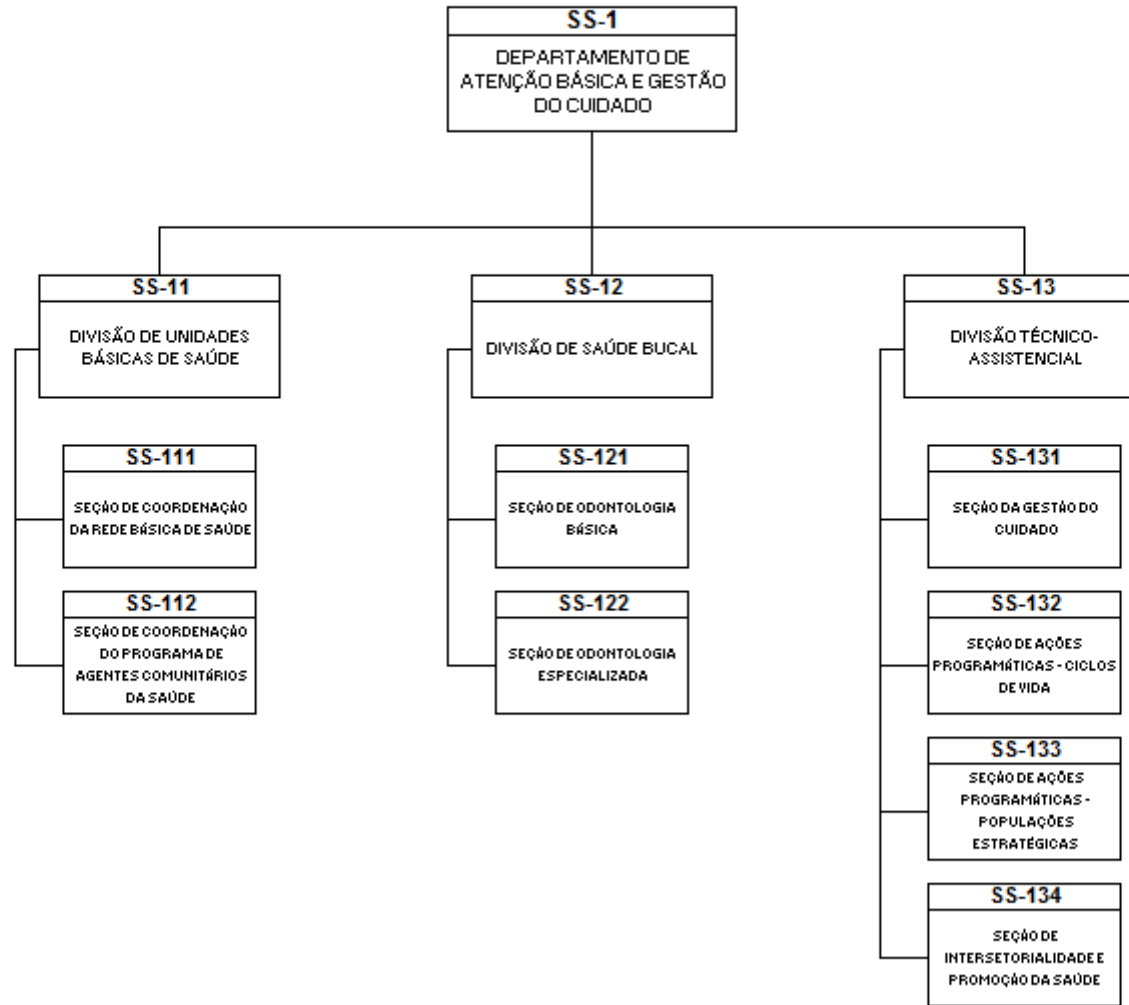 SS-1
DEPARTAMENTO DE
ATENÇÃO BÁSICA E GESTÃO
DO CUIDADO
SS-11
DIVISÃO DE UNIDADES
BÁSICAS DE SAÚDE
SS-111
SEÇÃO DE COORDENAÇÃO
DA REDE BÁSICA DE SAÚDE
SS-112
SEÇÃO DE COORDENAÇÃO
DO PROGRAMA DE
AGENTES COMUNITÁRIOS
DA SAÚDE
SS-12
DIVISÃO DE SAÚDE BUCAL
SS-121
SEÇÃO DE ODONTOLOGIA
BÁSICA
SS-122
SEÇÃO DE ODONTOLOGIA
ESPECIALIZADA
SS-13
DIVISÃO TÉCNICO-
ASSISTENCIAL
SS-131
SEÇÃO DA GESTÃO DO
CUIDADO
SS-132
SEÇÃO DE AÇÕES
PROGRAMÁTICAS - CICLOS
DE VIDA
SS-133
SEÇÃO DE AÇÕES
PROGRAMÁTICAS -
POPULAÇÕES
ESTRATÉGICAS
SS-134
SEÇÃO DE
INTERSETORIALIDADE E
PROMOÇÃO DA SAÚDE